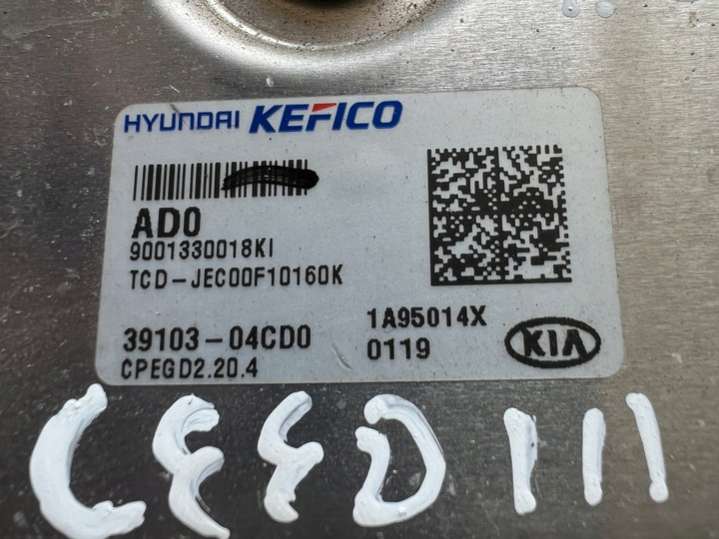 HYUNDAI KEFICO
AD0
9001330018KI
TCD-JEC00F10160K
39103-04CD0
CPEGD2.20.4
1A95014X
0119
KIA
CEED III